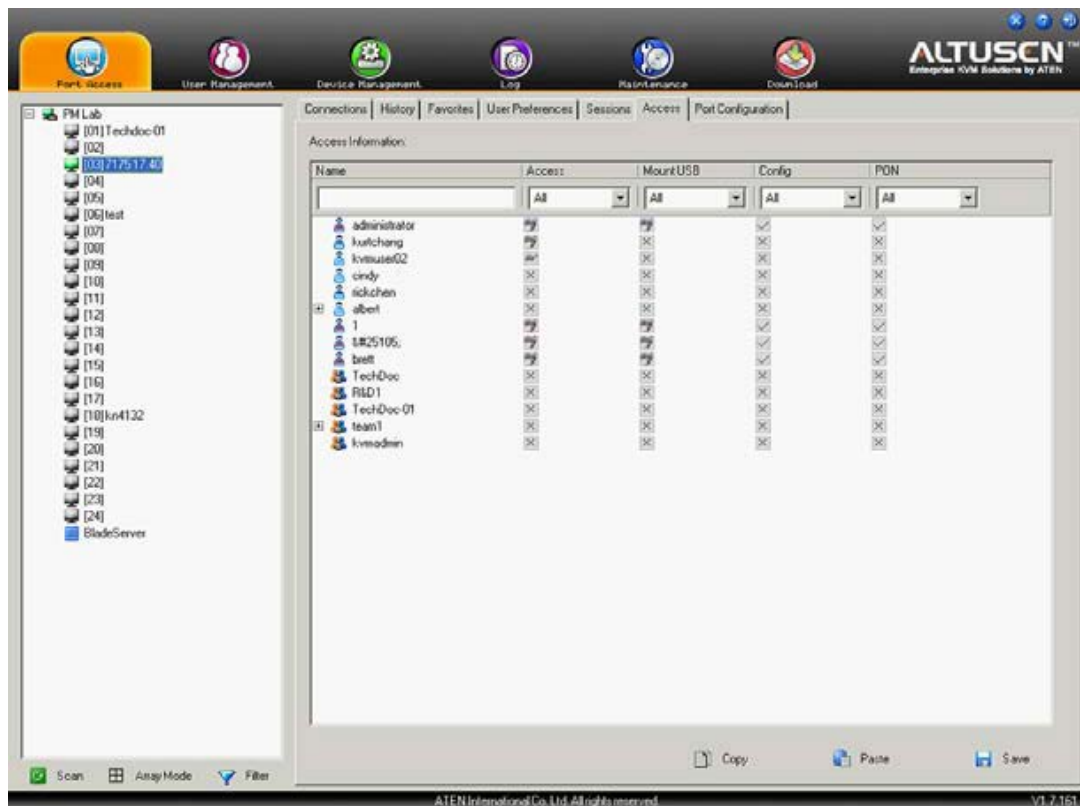 ALTUSEN™
Enterprise KVM Solutions by ATEN
Port Access
User Management
Device Management
Log
Maintenance
Download
PM Lab
[01]Techdoc-01
[02]
[03]717517.40
[04]
[05]
[06]test
[07]
[08]
[09]
[10]
[11]
[12]
[13]
[14]
[15]
[16]
[17]
[18]kn4132
[19]
[20]
[21]
[22]
[23]
[24]
BladeServer
Scan
Array Mode
Filter
Connections
History
Favorites
User Preferences
Sessions
Access
Port Configuration
Access Information:
Name Access Mount USB Config PON
All All All All
administrator
kurtchang
kvmuser02
cindy
rickchen
albert
1
&#25105;
brett
TechDoc
R&D1
TechDoc-01
team1
kvmadmin
Copy
Paste
Save
ATEN International Co. Ltd. All rights reserved.
V1.7.161